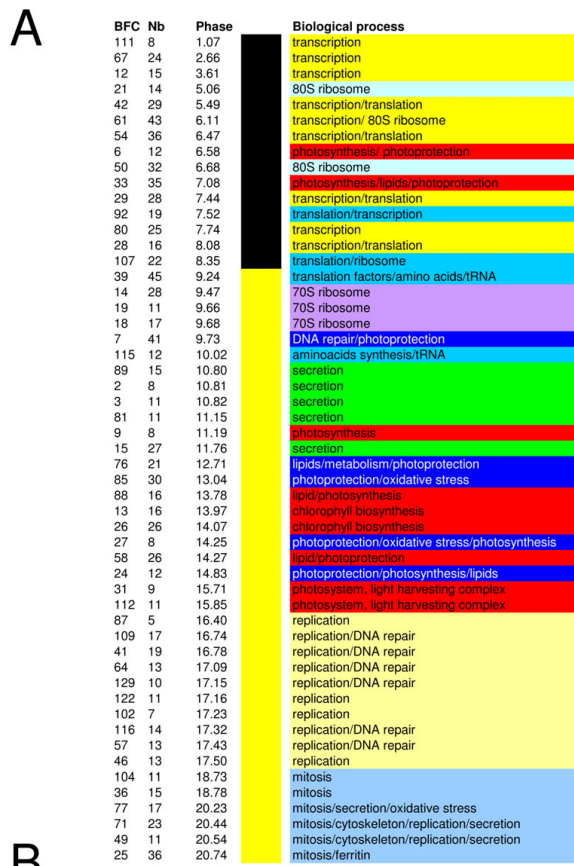 A
BFC Nb Phase Biological process
111 8 1.07 transcription
67 24 2.66 transcription
12 15 3.61 transcription
21 14 5.06 80S ribosome
42 29 5.49 transcription/translation
61 43 6.11 transcription/ 80S ribosome
54 36 6.47 transcription/translation
6 12 6.58 photosynthesis/ photoprotection
50 32 6.68 80S ribosome
33 35 7.08 photosynthesis/lipids/photoprotection
29 28 7.44 transcription/translation
92 19 7.52 translation/transcription
80 25 7.74 transcription
28 16 8.08 transcription/translation
107 22 8.35 translation/ribosome
39 45 9.24 translation factors/amino acids/tRNA
14 28 9.47 70S ribosome
19 11 9.66 70S ribosome
18 17 9.68 70S ribosome
7 41 9.73 DNA repair/photoprotection
115 12 10.02 aminoacids synthesis/tRNA
89 15 10.80 secretion
2 8 10.81 secretion
3 11 10.82 secretion
81 11 11.15 secretion
9 8 11.19 photosynthesis
15 27 11.76 secretion
76 21 12.71 lipids/metabolism/photoprotection
85 30 13.04 photoprotection/oxidative stress
88 16 13.78 lipid/photosynthesis
13 16 13.97 chlorophyll biosynthesis
26 26 14.07 chlorophyll biosynthesis
27 8 14.25 photoprotection/oxidative stress/photosynthesis
58 26 14.27 lipid/photoprotection
24 12 14.83 photoprotection/photosynthesis/lipids
31 9 15.71 photosystem, light harvesting complex
112 11 15.85 photosystem, light harvesting complex
87 5 16.40 replication
109 17 16.74 replication/DNA repair
41 19 16.78 replication/DNA repair
64 13 17.09 replication/DNA repair
129 10 17.15 replication/DNA repair
122 11 17.16 replication
102 7 17.23 replication
116 14 17.32 replication/DNA repair
57 13 17.43 replication/DNA repair
46 13 17.50 replication
104 11 18.73 mitosis
36 15 18.78 mitosis
77 17 20.23 mitosis/secretion/oxidative stress
71 23 20.44 mitosis/cytoskeleton/replication/secretion
49 11 20.54 mitosis/cytoskeleton/replication/secretion
25 36 20.74 mitosis/ferritin
B